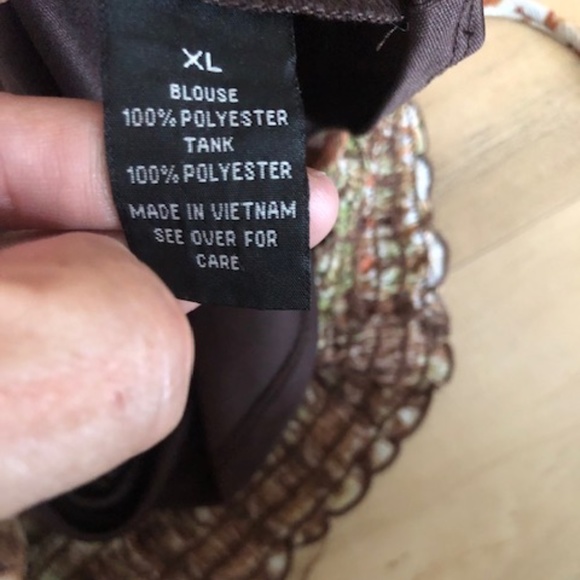 XL
BLOUSE
100% POLYESTER
TANK
100% POLYESTER
MADE IN VIETNAM
SEE OVER FOR
CARE